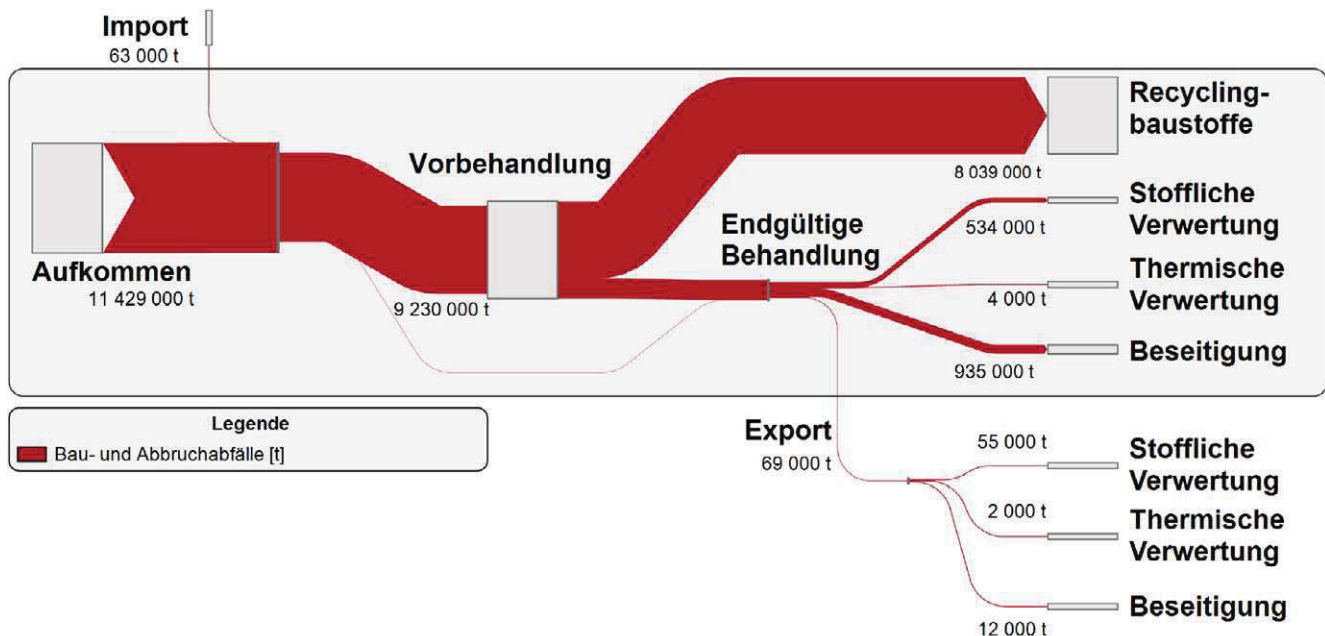 Import
63 000 t
Aufkommen
11 429 000 t
Vorbehandlung
9 230 000 t
Endgültige
Behandlung
Recycling-
baustoffe
8 039 000 t
Stoffliche
Verwertung
534 000 t
Thermische
Verwertung
4 000 t
Beseitigung
935 000 t
Legende
Bau- und Abbruchabfälle [t]
Export
69 000 t
55 000 t
Stoffliche
Verwertung
2 000 t
Thermische
Verwertung
Beseitigung
12 000 t